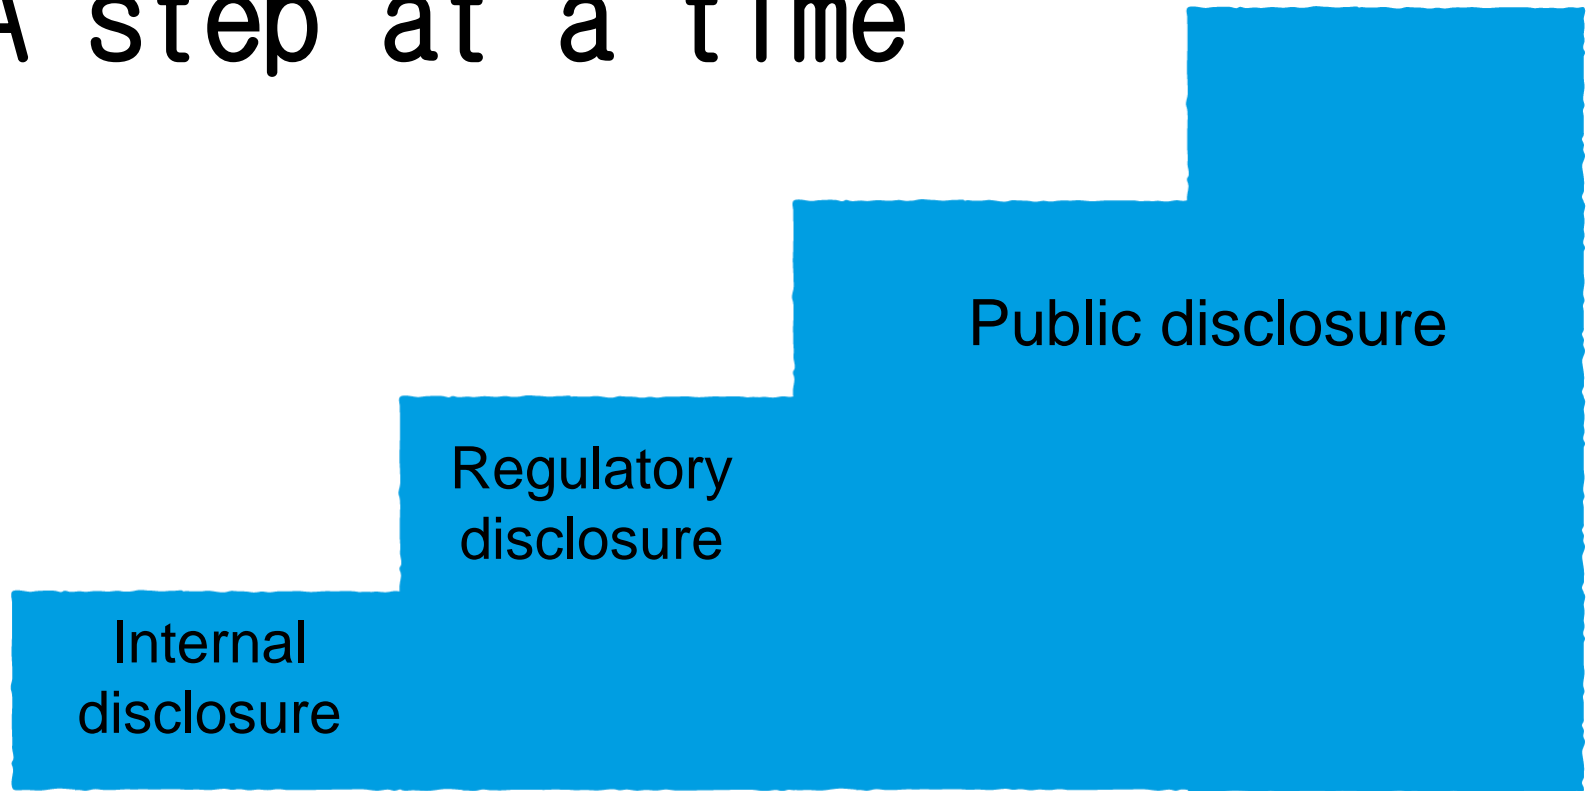 A step at a time
Public disclosure
Regulatory
disclosure
Internal
disclosure